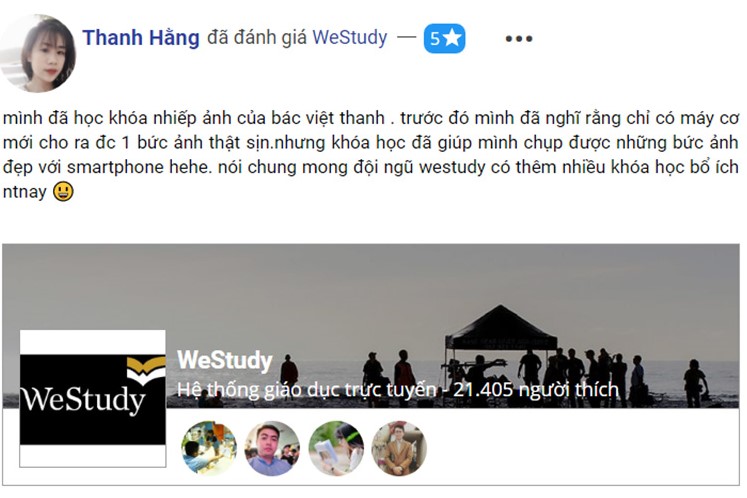 Thanh Hằng đã đánh giá WeStudy — 5★ •••
mình đã học khóa nhiếp ảnh của bác việt thanh . trước đó mình đã nghĩ rằng chỉ có máy cơ
mới cho ra đc 1 bức ảnh thật sịn.nhưng khóa học đã giúp mình chụp được những bức ảnh
đẹp với smartphone hehe. nói chung mong đội ngũ westudy có thêm nhiều khóa học bổ ích
ntnay 😃
WeStudy
WeStudy
Hệ thống giáo dục trực tuyến - 21.405 người thích